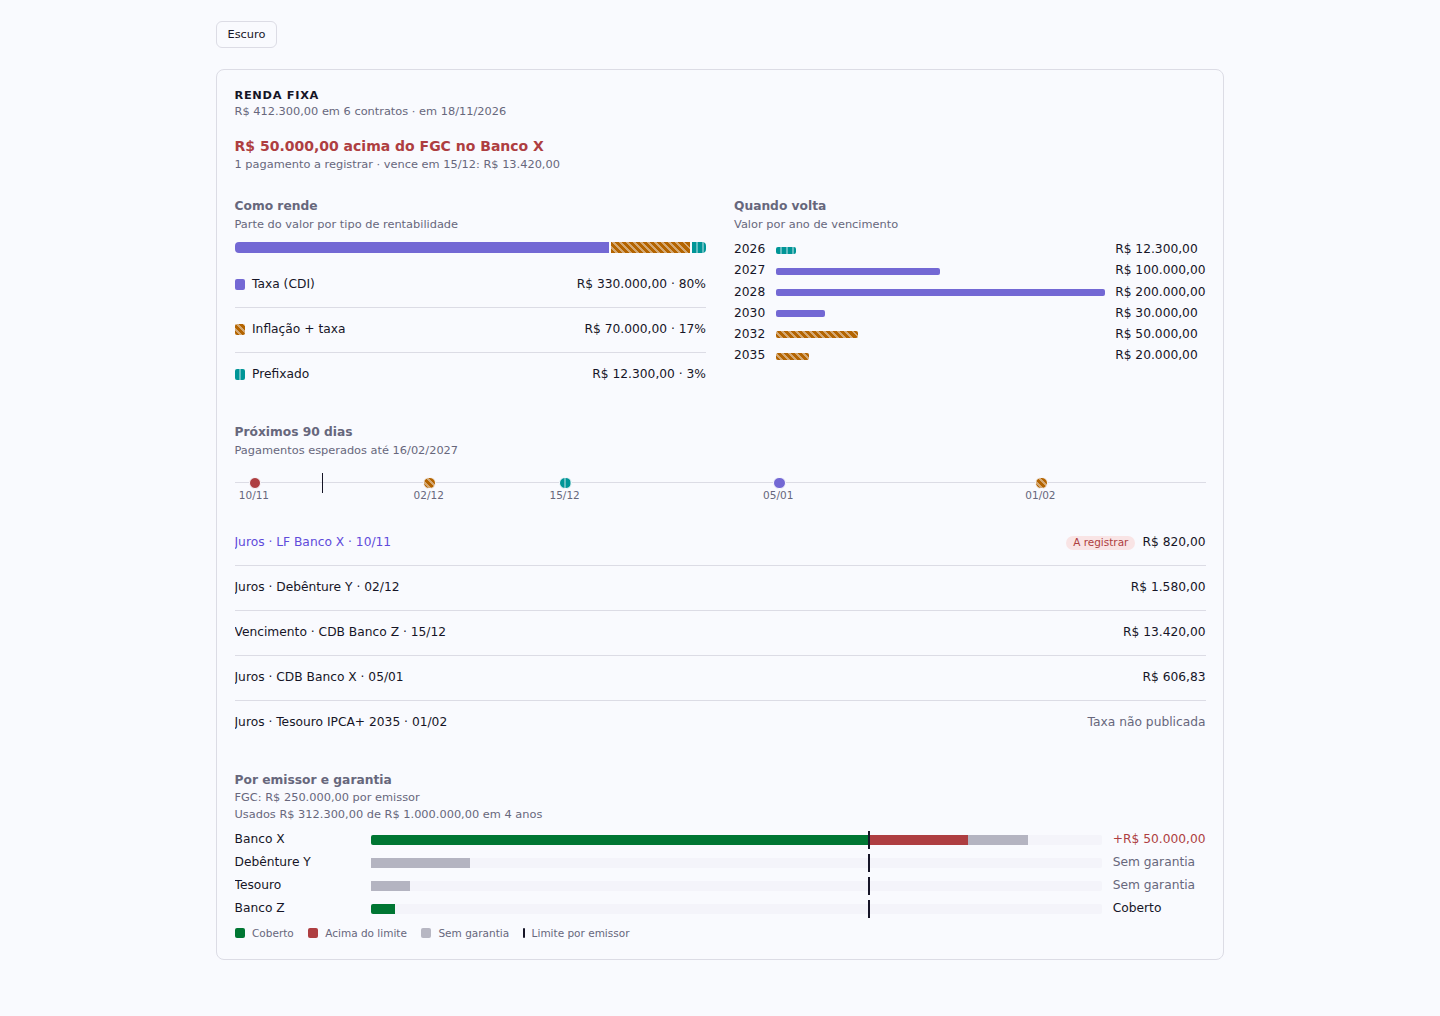 Escuro
RENDA FIXA
R$ 412.300,00 em 6 contratos · em 18/11/2026
R$ 50.000,00 acima do FGC no Banco X
1 pagamento a registrar · vence em 15/12: R$ 13.420,00
Como rende
Parte do valor por tipo de rentabilidade
Taxa (CDI) R$ 330.000,00 · 80%
Inflação + taxa R$ 70.000,00 · 17%
Prefixado R$ 12.300,00 · 3%
Quando volta
Valor por ano de vencimento
2026 R$ 12.300,00
2027 R$ 100.000,00
2028 R$ 200.000,00
2030 R$ 30.000,00
2032 R$ 50.000,00
2035 R$ 20.000,00
Próximos 90 dias
Pagamentos esperados até 16/02/2027
10/11 02/12 15/12 05/01 01/02
Juros · LF Banco X · 10/11 A registrar R$ 820,00
Juros · Debênture Y · 02/12 R$ 1.580,00
Vencimento · CDB Banco Z · 15/12 R$ 13.420,00
Juros · CDB Banco X · 05/01 R$ 606,83
Juros · Tesouro IPCA+ 2035 · 01/02 Taxa não publicada
Por emissor e garantia
FGC: R$ 250.000,00 por emissor
Usados R$ 312.300,00 de R$ 1.000.000,00 em 4 anos
Banco X +R$ 50.000,00
Debênture Y Sem garantia
Tesouro Sem garantia
Banco Z Coberto
Coberto Acima do limite Sem garantia Limite por emissor